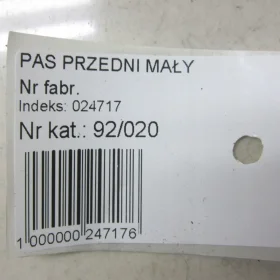 PAS PRZEDNI MAŁY
Nr fabr.
Indeks: 024717
Nr kat.: 92/020
1 000000 247176